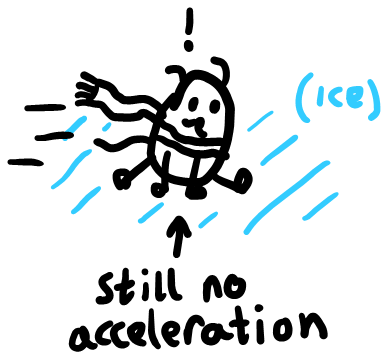 !
(ice)
still no
acceleration